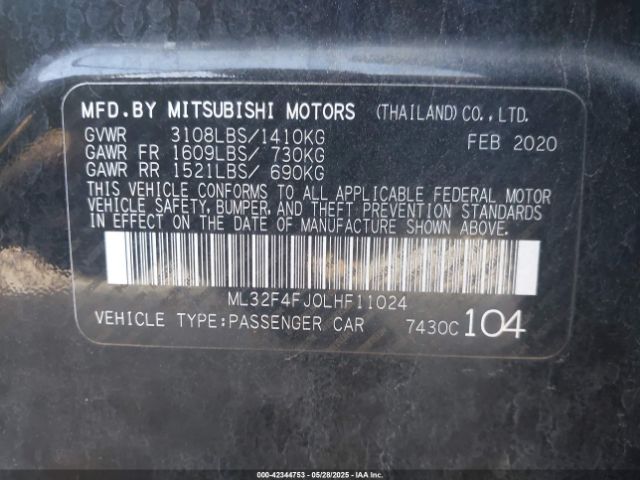 MFD.BY MITSUBISHI MOTORS (THAILAND)CO.,LTD.
GVWR 3108LBS/1410KG FEB 2020
GAWR FR 1609LBS/ 730KG
GAWR RR 1521LBS/ 690KG
THIS VEHICLE CONFORMS TO ALL APPLICABLE FEDERAL MOTOR
VEHICLE SAFETY, BUMPER, AND THEFT PREVENTION STANDARDS
IN EFFECT ON THE DATE OF MANUFACTURE SHOWN ABOVE.
ML32F4FJ0LHF11024
VEHICLE TYPE:PASSENGER CAR 7430C 104
000-42344753 - 05/28/2025 - IAA Inc.